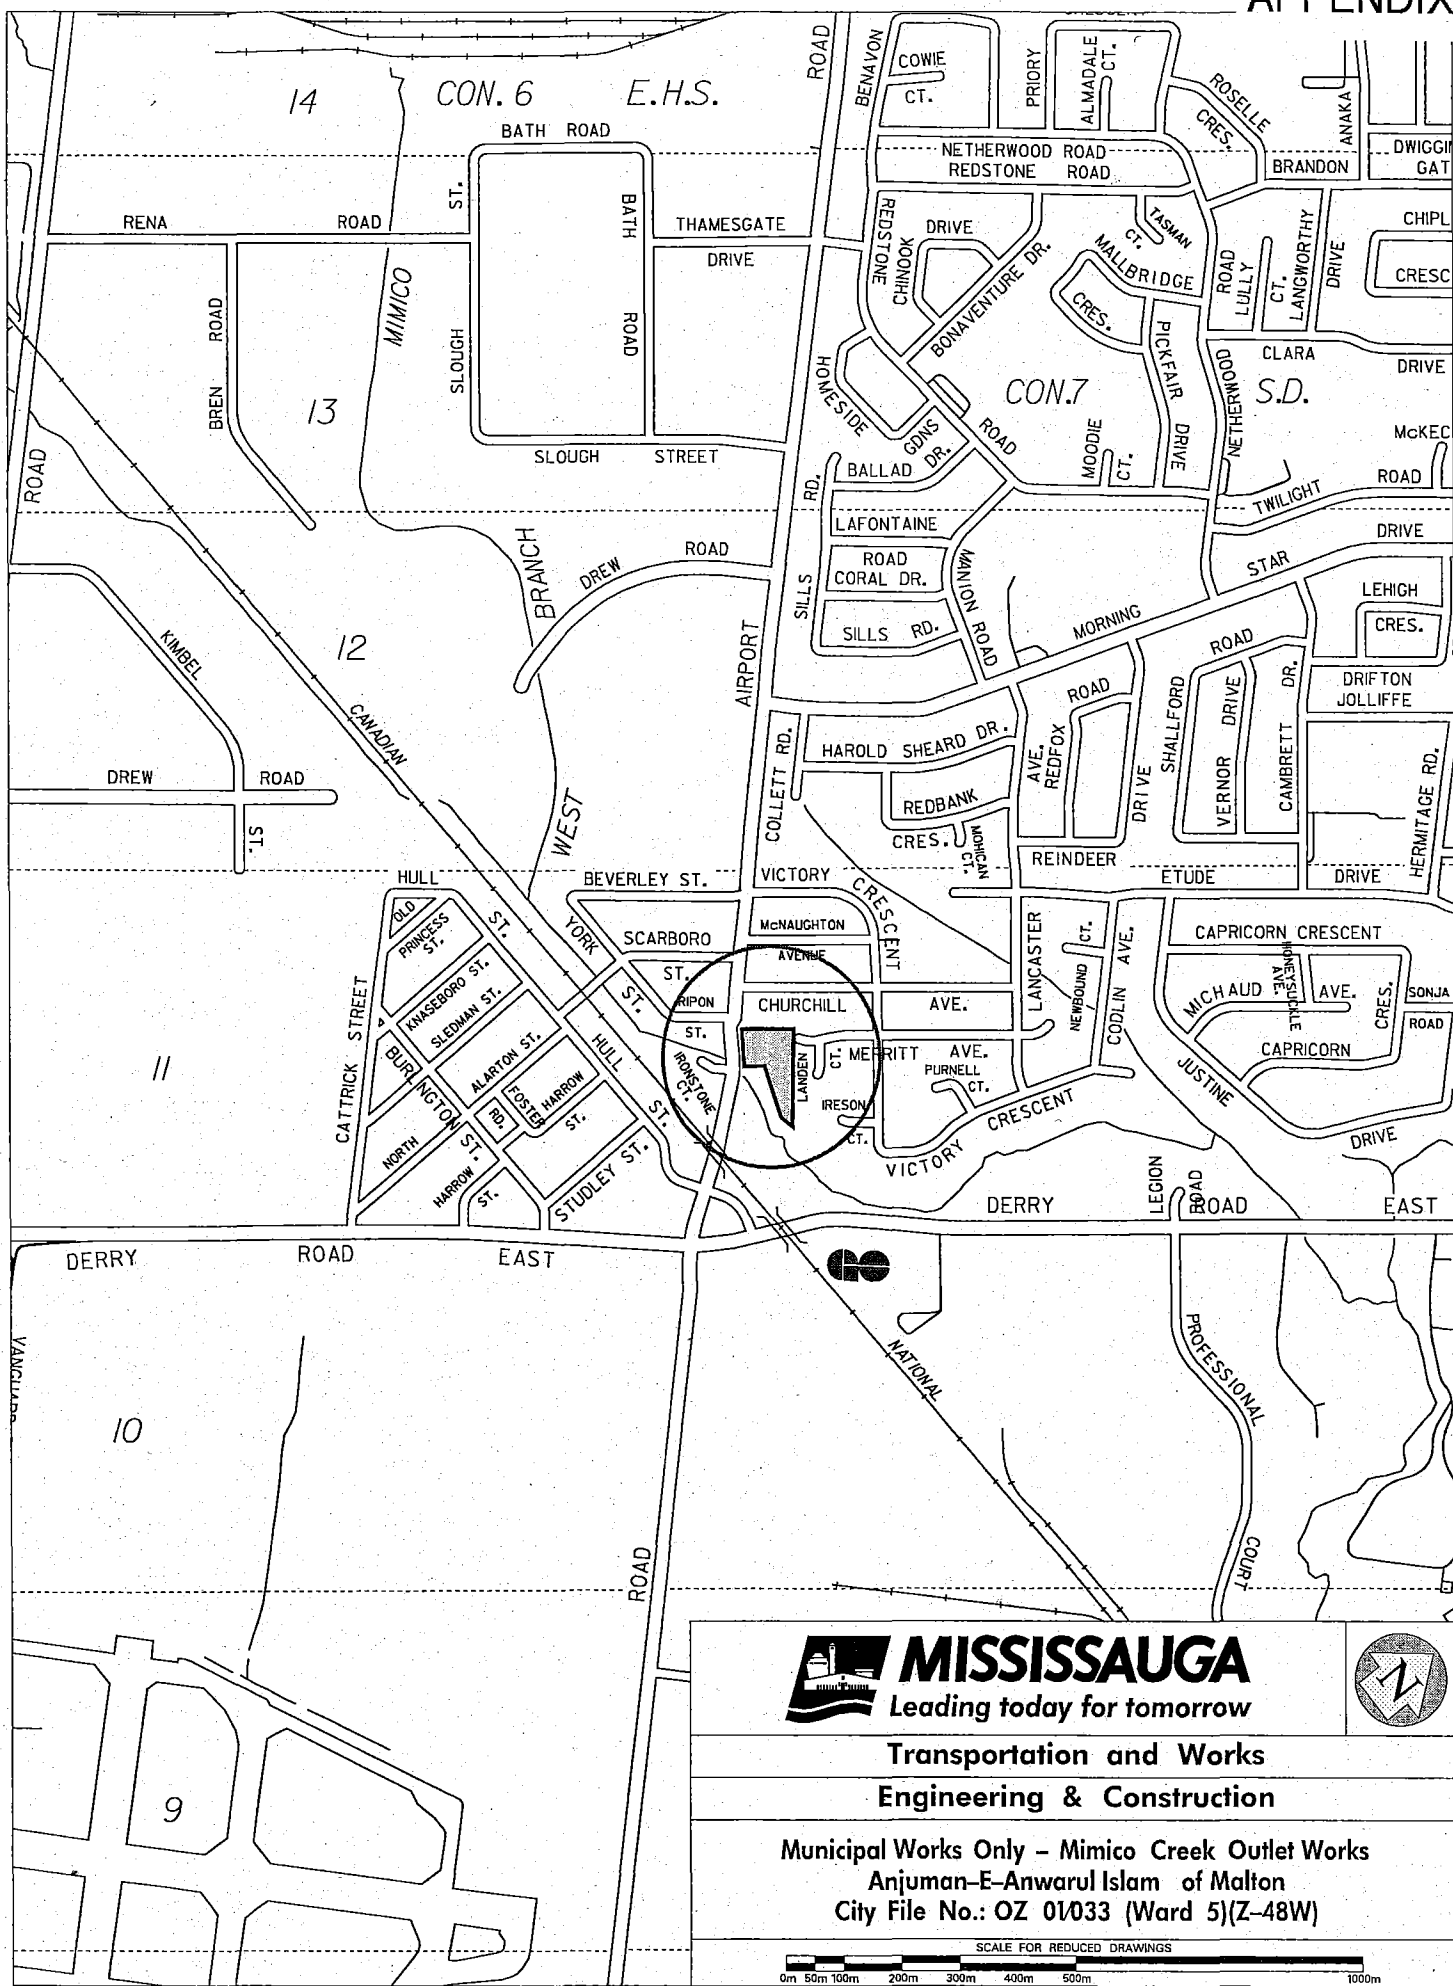 APPENDIX
14
CON. 6
E.H.S.
ROAD
BENAVON
COWIE
CT.
PRIORY
ALMADALE
CT.
ROSELLE
CRES.
ANAKA
BATH ROAD
NETHERWOOD ROAD
REDSTONE ROAD
BRANDON
RENA
ROAD
ST.
BATH
ROAD
THAMESGATE
DRIVE
REDSTONE
CHINOOK
DRIVE
BONAVENTURE DR.
TASMAN
CT.
MALLBRIDGE
CRES.
ROAD
LULLY
CT.
LANGWORTHY
DRIVE
BREN ROAD
MIMICO
SLOUGH
13
HOMESIDE
GDNS
PICKFAIR
DRIVE
CLARA
DRIVE
CON.7
S.D.
NETHERWOOD
ROAD
SLOUGH STREET
ROAD
MOODIE
CT.
BALLAD
DR.
RD.
TWILIGHT
ROAD
LAFONTAINE
ROAD
CORAL DR.
SILLS
SILLS RD.
MANION ROAD
BRANCH
DREW
ROAD
STAR
DRIVE
MORNING
LEHIGH
CRES.
12
KIMBEL
AIRPORT
SHALLFORD
ROAD
DRIFTON
JOLLIFFE
CANADIAN
REDFOX
ROAD
AVE.
DRIVE
VERNOR DRIVE
CAMBRETT DR.
HERMITAGE RD.
HAROLD SHEARD DR.
COLLETT RD.
REDBANK
CRES.
MOHICAN
CT.
DREW
ROAD
ST.
WEST
REINDEER
HULL
BEVERLEY ST.
VICTORY
CRESCENT
ETUDE
DRIVE
OLD
PRINCESS
ST.
ST.
YORK
SCARBORO
ST.
McNAUGHTON
AVENUE
LANCASTER
CT.
NEWBOUND
CODLIN AVE.
CAPRICORN CRESCENT
HONEYSUCKLE
AVE.
MICHAUD
AVE.
CRES.
SONJA
ROAD
CAPRICORN
JUSTINE
DRIVE
CATTRICK STREET
KNASEBORO ST.
SLEDMAN ST.
RIPON
ST.
ST.
CHURCHILL
AVE.
11
BURLINGTON
ST.
ALARTON ST.
HULL
ST.
FOSTER
RD.
HARROW
ST.
IRONSTONE
CT.
LANDEN
CT.
MERRITT
AVE.
PURNELL
CT.
IRESON
CT.
VICTORY
CRESCENT
NORTH
HARROW
ST.
STUDLEY ST.
LEGION
ROAD
DERRY
ROAD
EAST
DERRY
ROAD
EAST
GO
10
NATIONAL
PROFESSIONAL
COURT
ROAD
9
MISSISSAUGA
Leading today for tomorrow
N
Transportation and Works
Engineering & Construction
Municipal Works Only – Mimico Creek Outlet Works
Anjuman–E–Anwarul Islam of Malton
City File No.: OZ 01/033 (Ward 5)(Z–48W)
SCALE FOR REDUCED DRAWINGS
0m 50m 100m 200m 300m 400m 500m 1000m